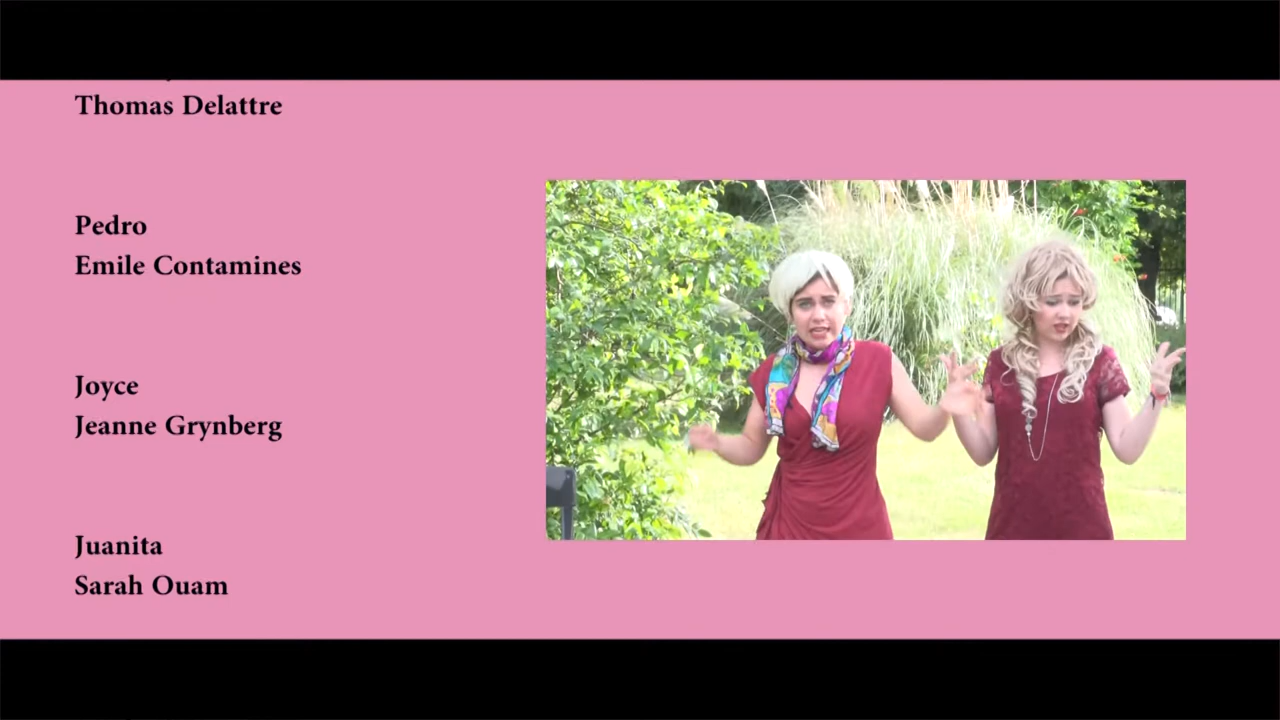 Thomas Delattre
Pedro
Emile Contamines
Joyce
Jeanne Grynberg
Juanita
Sarah Ouam